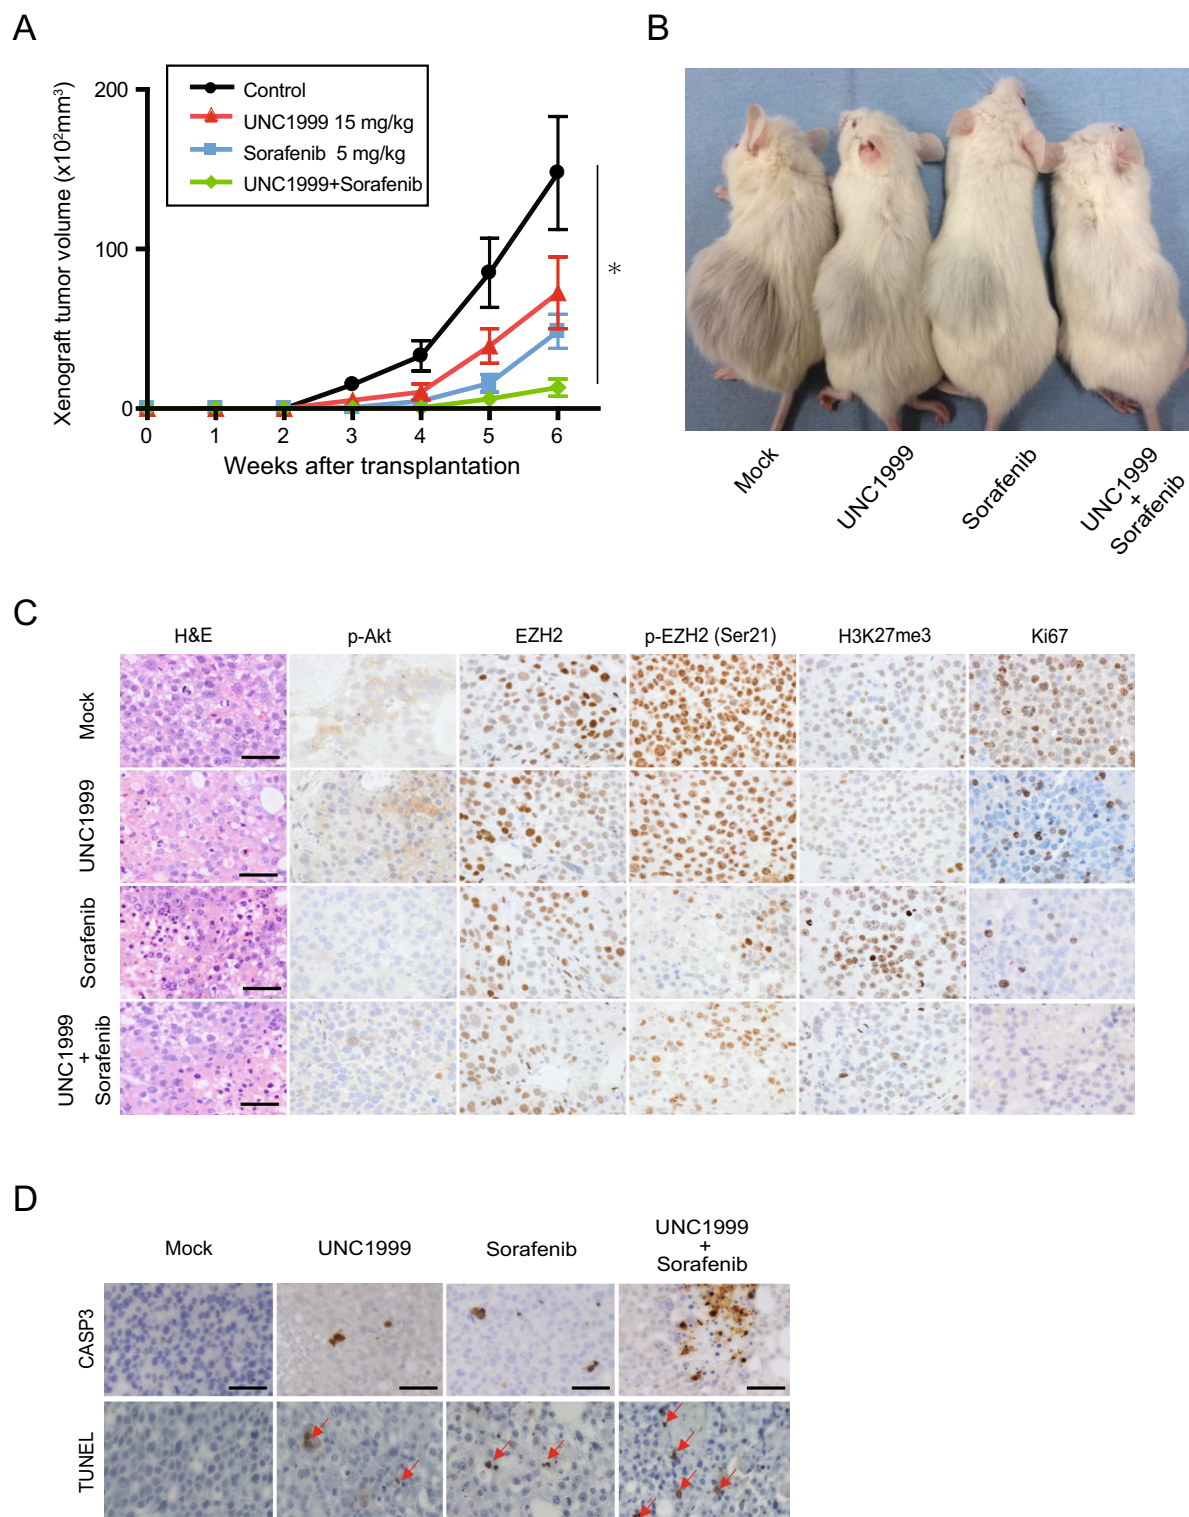 A
Xenograft tumor volume (x10²mm³)
200
100
0
Control
UNC1999 15 mg/kg
Sorafenib 5 mg/kg
UNC1999+Sorafenib
*
0 1 2 3 4 5 6
Weeks after transplantation
B
Mock
UNC1999
Sorafenib
UNC1999
+
Sorafenib
C
H&E p-Akt EZH2 p-EZH2 (Ser21) H3K27me3 Ki67
Mock
UNC1999
Sorafenib
UNC1999
+
Sorafenib
D
Mock
UNC1999
Sorafenib
UNC1999
+
Sorafenib
CASP3
TUNEL